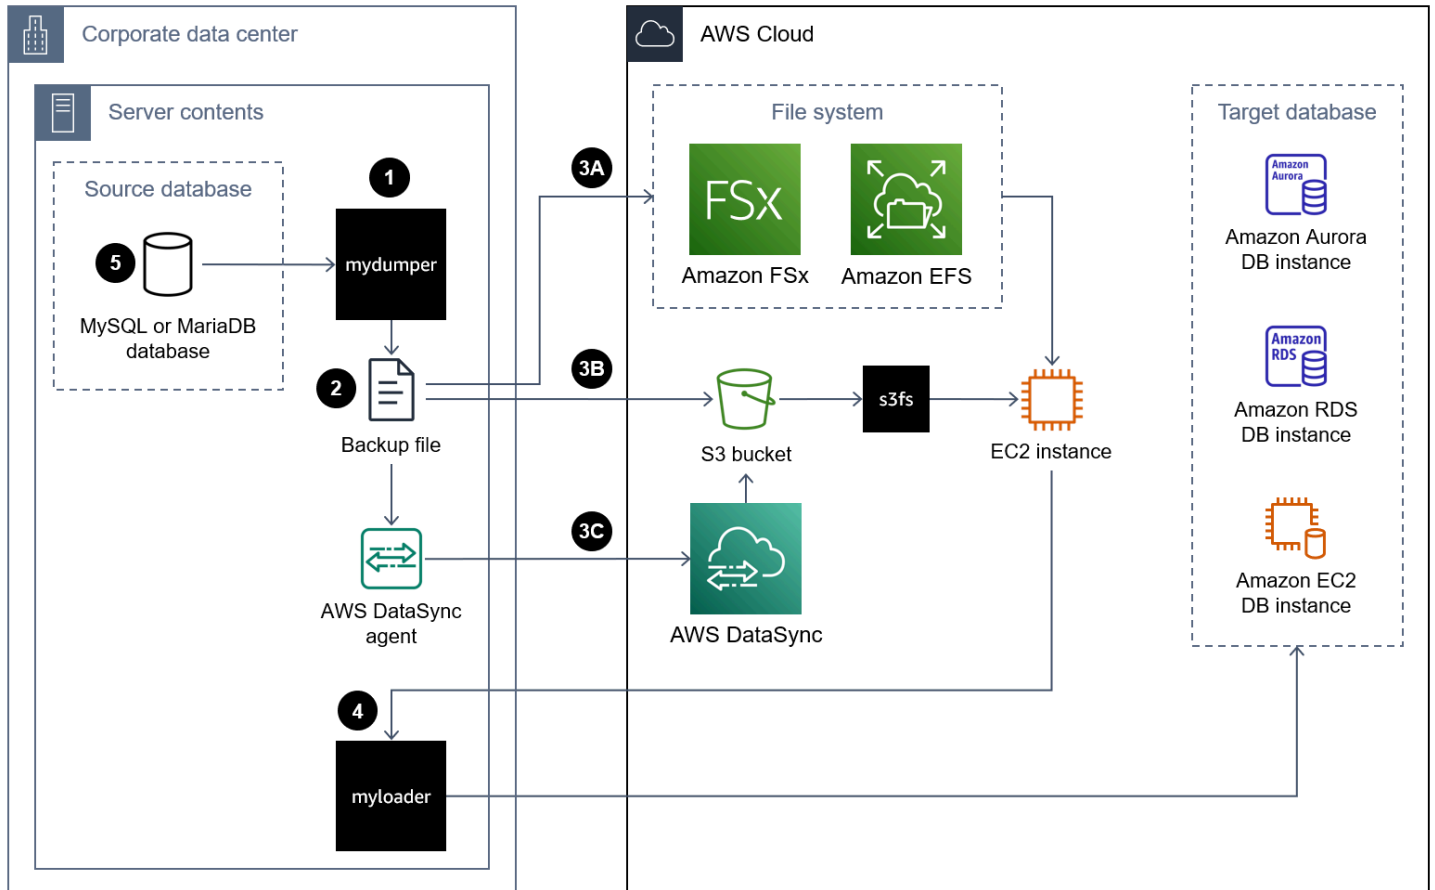 Corporate data center
AWS Cloud
Server contents
File system
Target database
3A
1
Source database
FSx
Amazon
Aurora
5
mydumper
Amazon FSx
Amazon EFS
Amazon Aurora
DB instance
MySQL or MariaDB
database
2
3B
s3fs
Amazon
RDS
Backup file
S3 bucket
EC2 instance
Amazon RDS
DB instance
3C
AWS DataSync
agent
AWS DataSync
Amazon EC2
DB instance
4
myloader